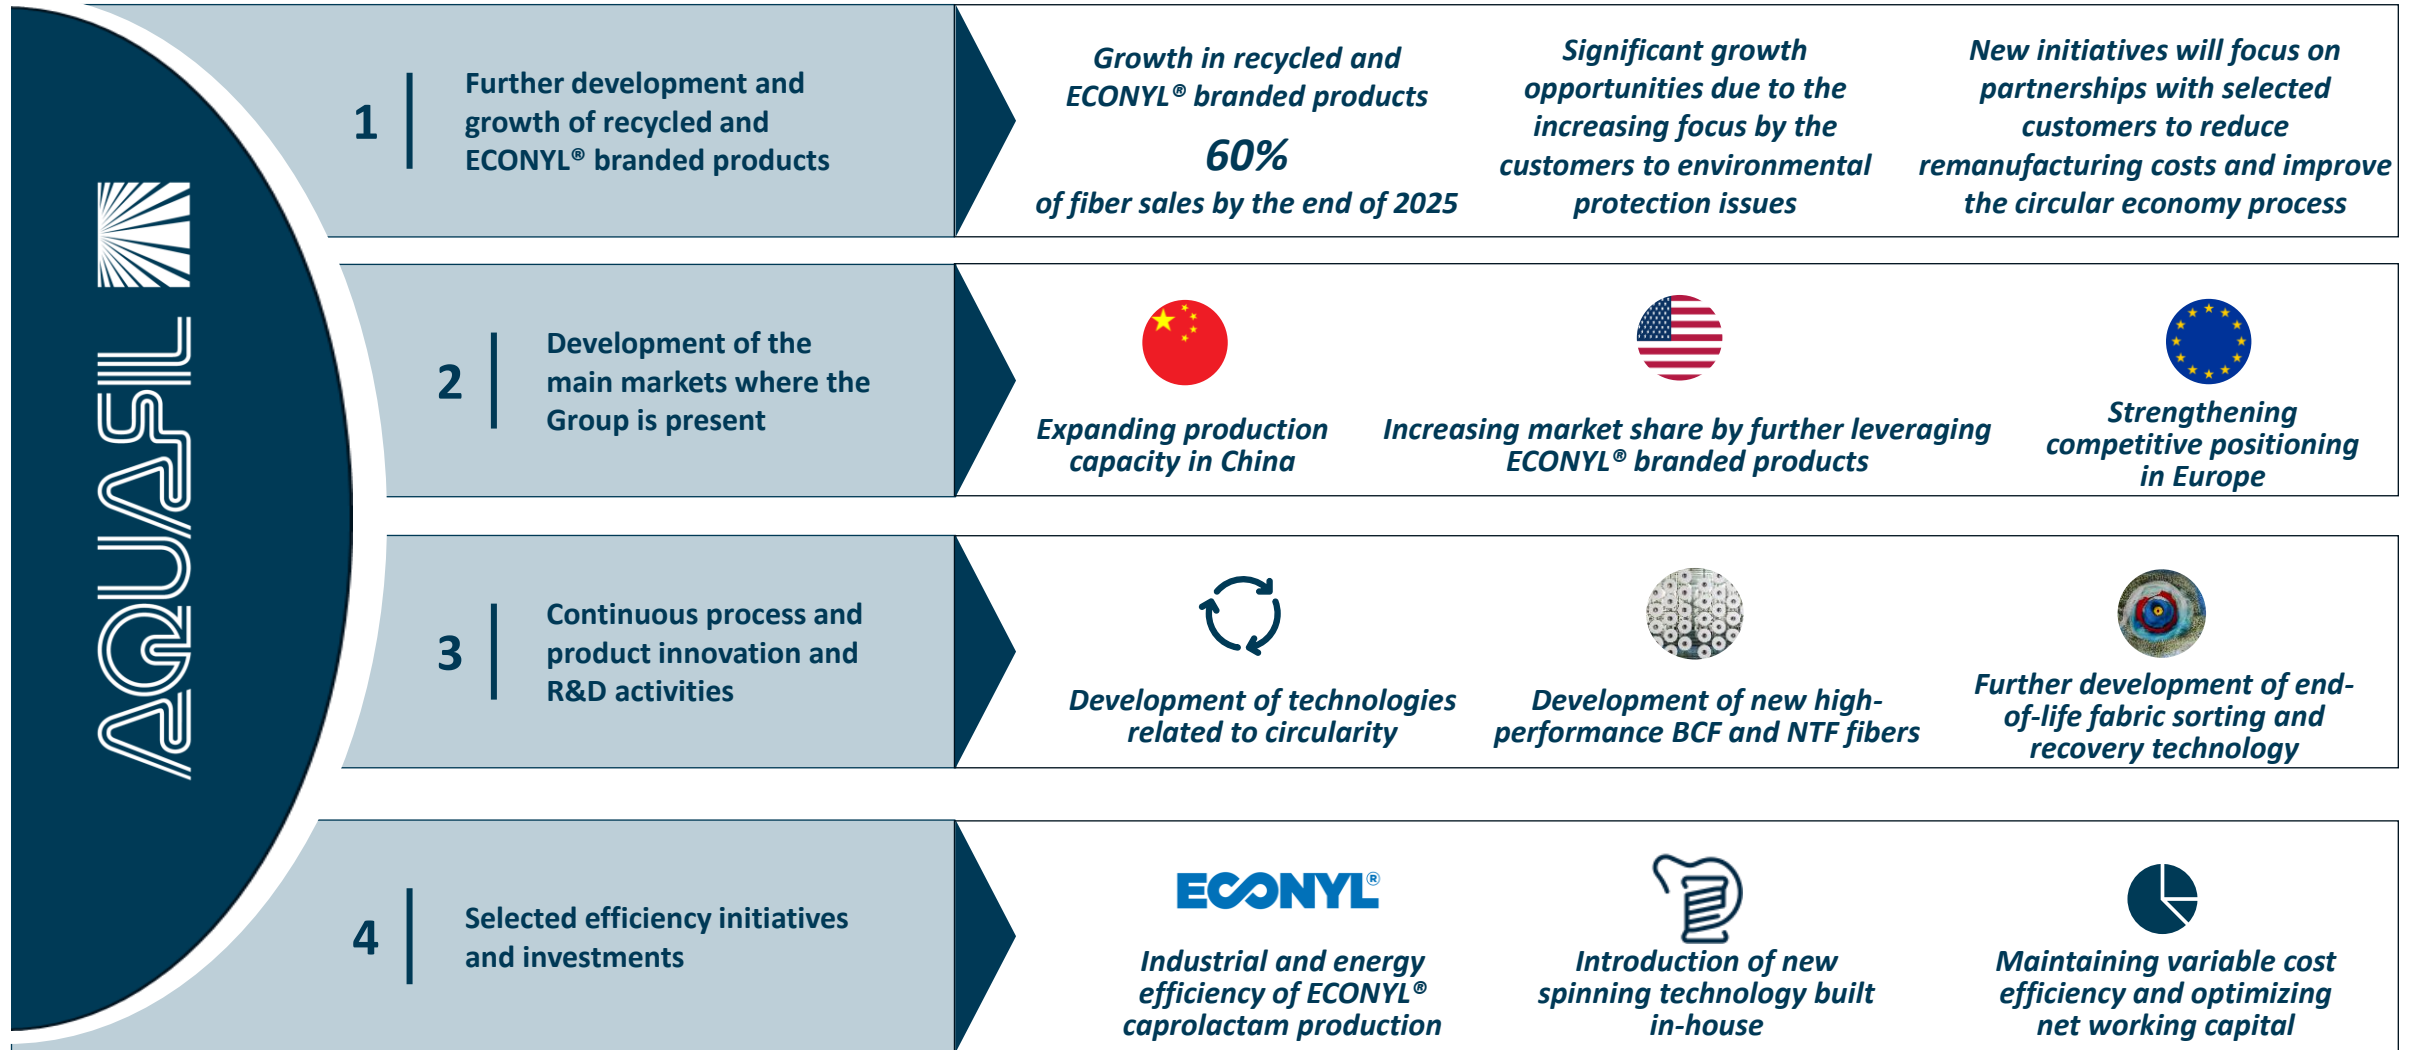 AQUAFIL
1
Further development and
growth of recycled and
ECONYL® branded products
Growth in recycled and
ECONYL® branded products
60%
of fiber sales by the end of 2025
Significant growth
opportunities due to the
increasing focus by the
customers to environmental
protection issues
New initiatives will focus on
partnerships with selected
customers to reduce
remanufacturing costs and improve
the circular economy process
2
Development of the
main markets where the
Group is present
Expanding production
capacity in China
Increasing market share by further leveraging
ECONYL® branded products
Strengthening
competitive positioning
in Europe
3
Continuous process and
product innovation and
R&D activities
Development of technologies
related to circularity
Development of new high-
performance BCF and NTF fibers
Further development of end-
of-life fabric sorting and
recovery technology
4
Selected efficiency initiatives
and investments
ECONYL®
Industrial and energy
efficiency of ECONYL®
caprolactam production
Introduction of new
spinning technology built
in-house
Maintaining variable cost
efficiency and optimizing
net working capital